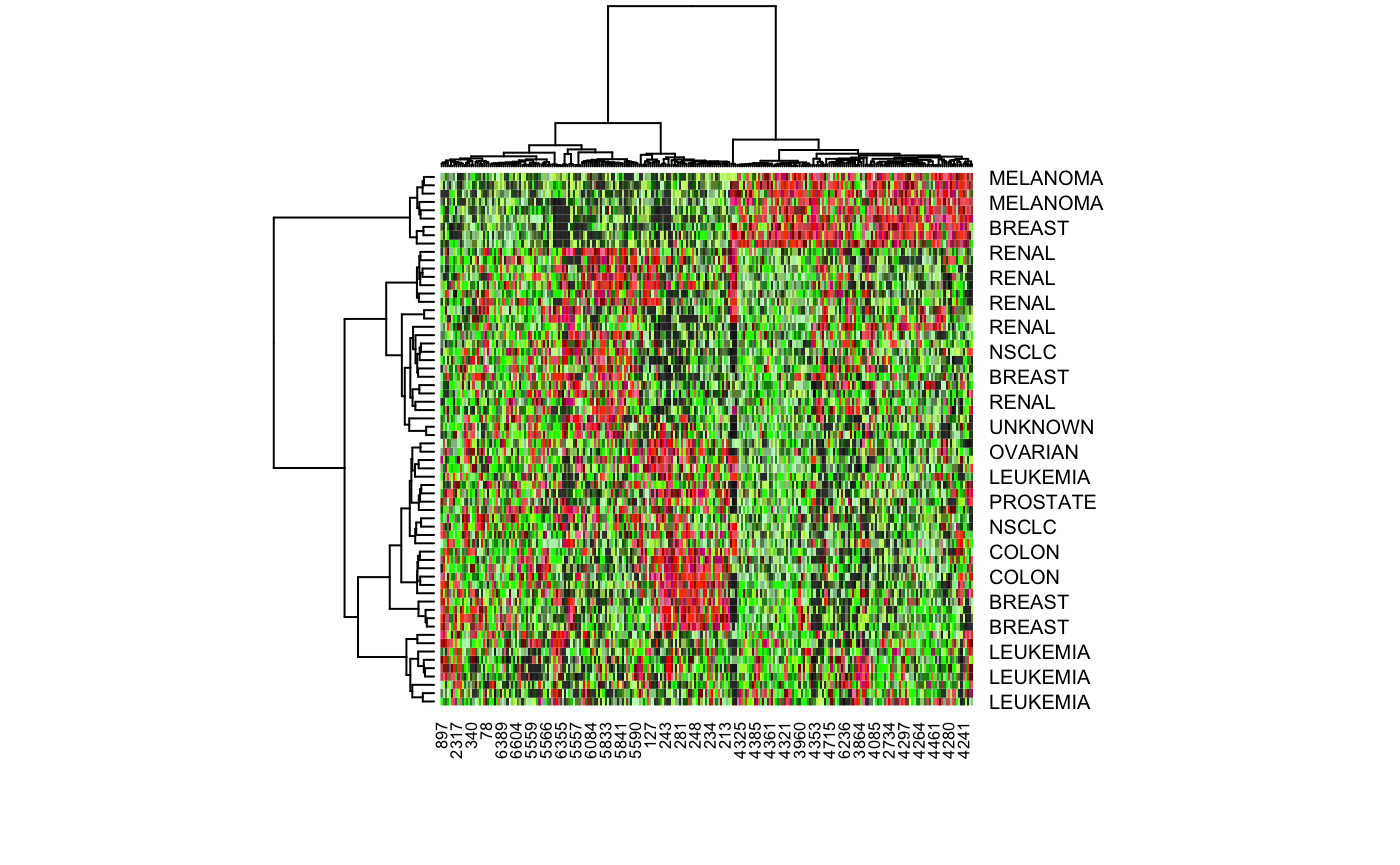 MELANOMA
MELANOMA
BREAST
RENAL
RENAL
RENAL
RENAL
NSCLC
BREAST
RENAL
UNKNOWN
OVARIAN
LEUKEMIA
PROSTATE
NSCLC
COLON
COLON
BREAST
BREAST
LEUKEMIA
LEUKEMIA
LEUKEMIA
897
2317
340
78
6389
6604
5559
5566
6355
5557
6084
5833
5841
5590
127
243
281
248
234
213
4325
4385
4361
4321
3960
4353
4715
6236
3864
4085
2734
4297
4264
4461
4280
4241